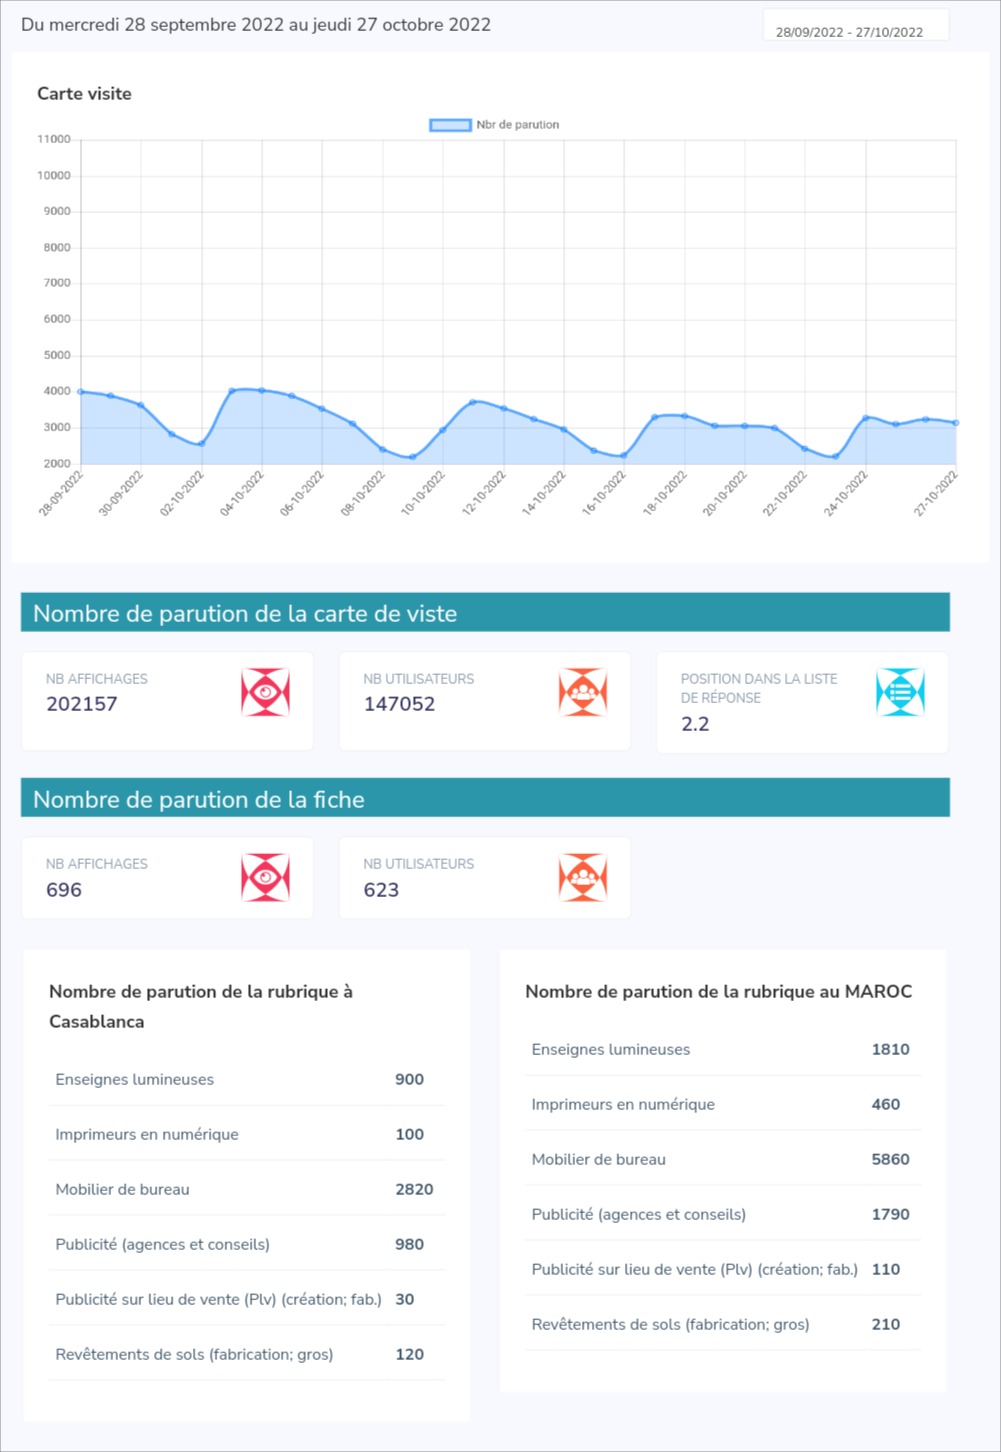 Du mercredi 28 septembre 2022 au jeudi 27 octobre 2022
28/09/2022 - 27/10/2022
Carte visite
Nbr de parution
11000
10000
9000
8000
7000
6000
5000
4000
3000
2000
28-09-2022
30-09-2022
02-10-2022
04-10-2022
06-10-2022
08-10-2022
10-10-2022
12-10-2022
14-10-2022
16-10-2022
18-10-2022
20-10-2022
22-10-2022
24-10-2022
27-10-2022
Nombre de parution de la carte de viste
NB AFFICHAGES
202157
NB UTILISATEURS
147052
POSITION DANS LA LISTE
DE RÉPONSE
2.2
Nombre de parution de la fiche
NB AFFICHAGES
696
NB UTILISATEURS
623
Nombre de parution de la rubrique à
Casablanca
Enseignes lumineuses 900
Imprimeurs en numérique 100
Mobilier de bureau 2820
Publicité (agences et conseils) 980
Publicité sur lieu de vente (Plv) (création; fab.) 30
Revêtements de sols (fabrication; gros) 120
Nombre de parution de la rubrique au MAROC
Enseignes lumineuses 1810
Imprimeurs en numérique 460
Mobilier de bureau 5860
Publicité (agences et conseils) 1790
Publicité sur lieu de vente (Plv) (création; fab.) 110
Revêtements de sols (fabrication; gros) 210